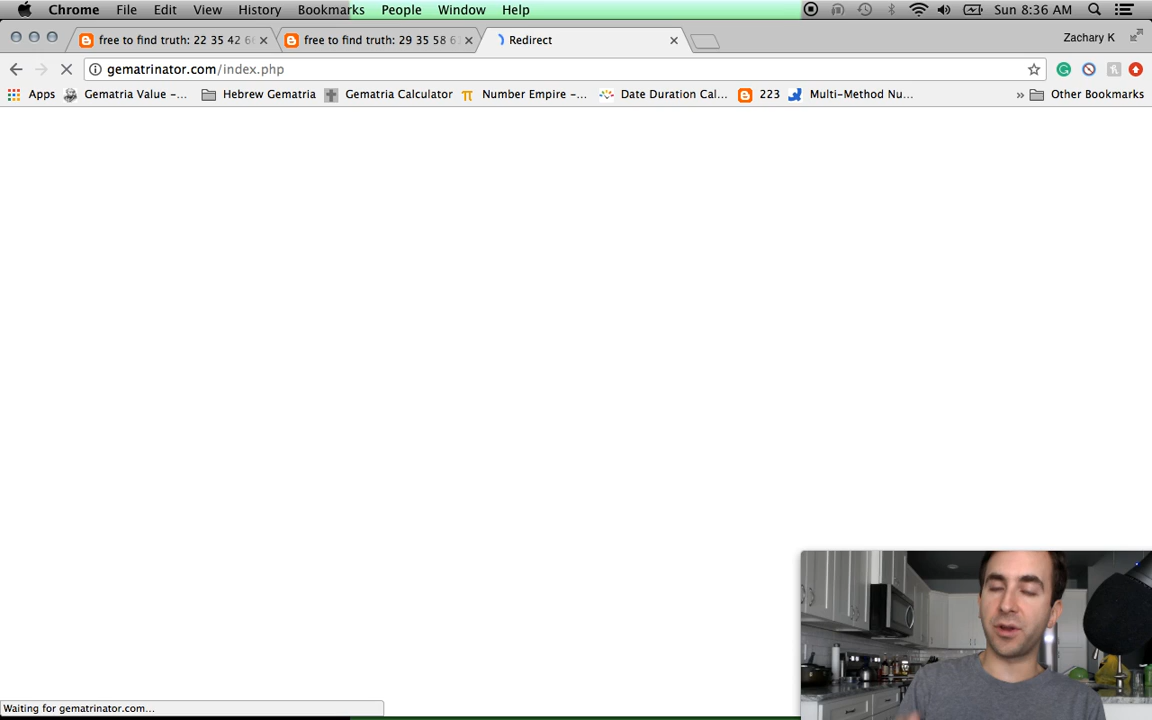 Chrome File Edit View History Bookmarks People Window Help Sun 8:36 AM
free to find truth: 22 35 42 free to find truth: 29 35 58 Redirect Zachary K
gematrinator.com/index.php
Apps Gematria Value -... Hebrew Gematria Gematria Calculator Number Empire -... Date Duration Cal... 223 Multi-Method Nu... » Other Bookmarks
Waiting for gematrinator.com...